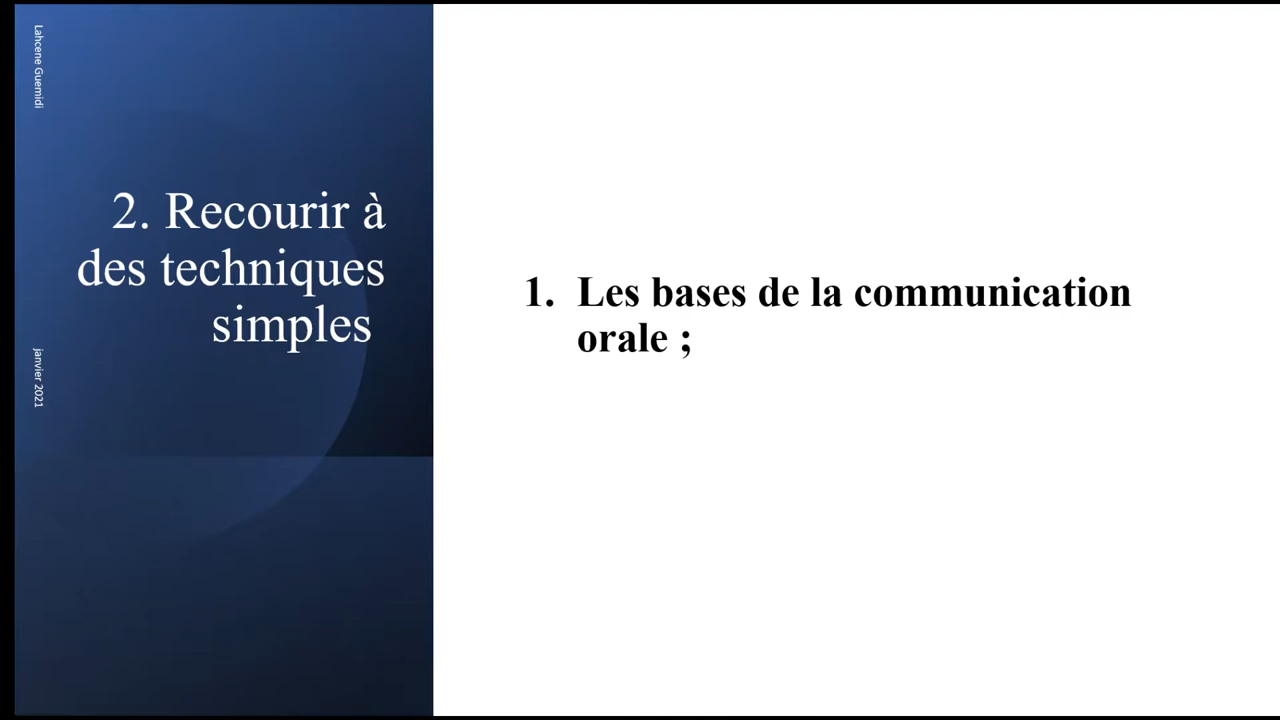 Lahcene Guemidi
2. Recourir à
des techniques
simples
janvier 2021
1. Les bases de la communication
orale ;